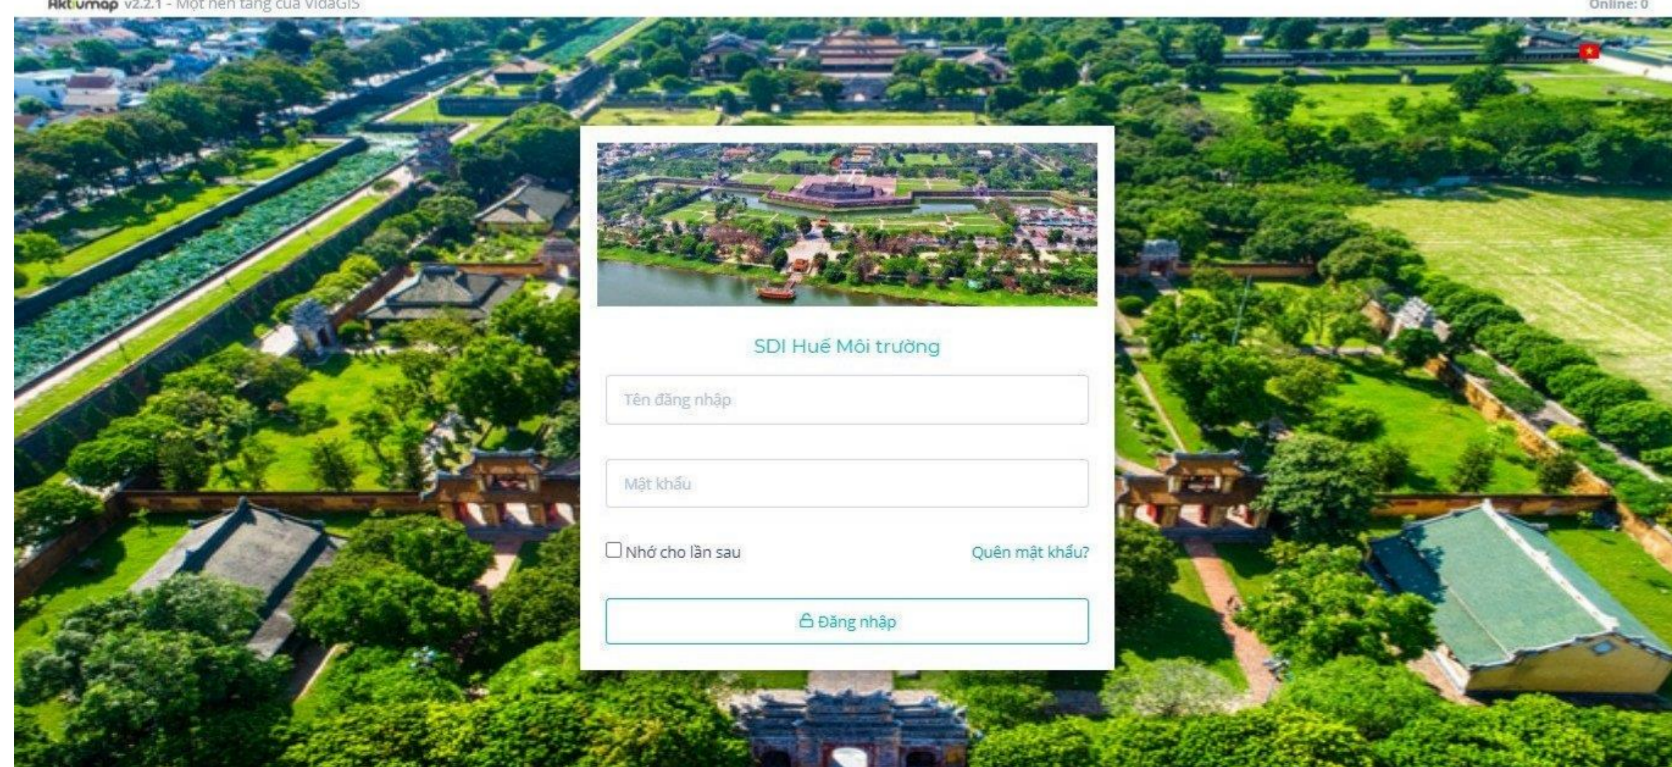 Aktiumap v2.2.1 - Một nền tảng của VidaGIS
Online: 0
SDI Huế Môi trường
Tên đăng nhập
Mật khẩu
Nhớ cho lần sau
Quên mật khẩu?
Đăng nhập